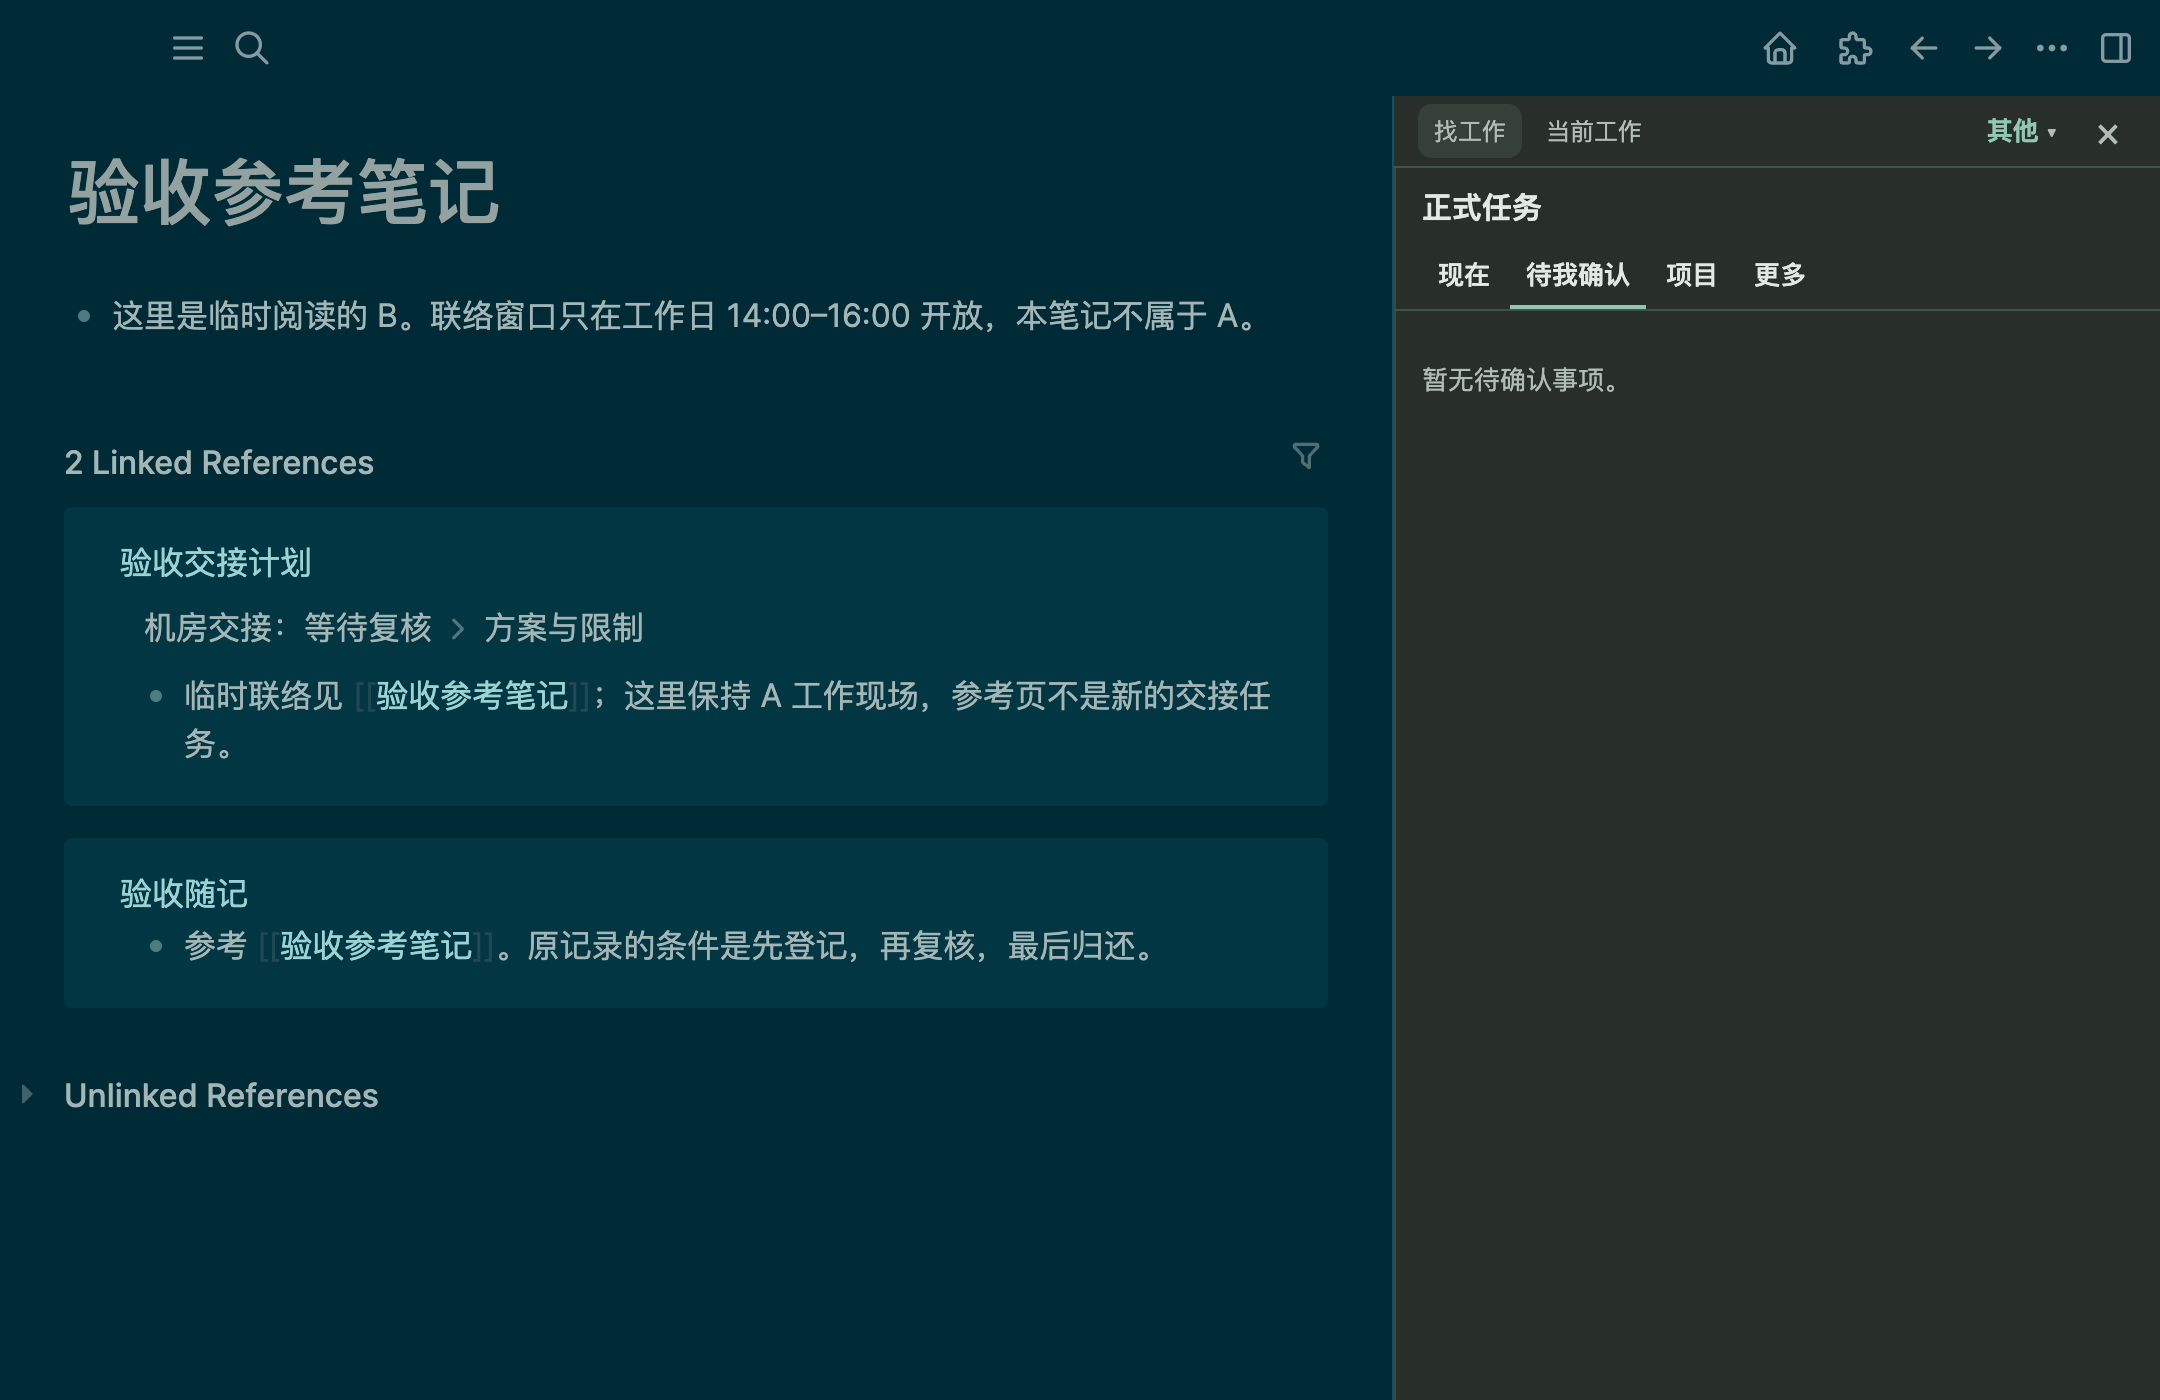 验收参考笔记
这里是临时阅读的 B。联络窗口只在工作日 14:00–16:00 开放，本笔记不属于 A。
2 Linked References
验收交接计划
机房交接：等待复核 > 方案与限制
临时联络见 [[验收参考笔记]]；这里保持 A 工作现场，参考页不是新的交接任
务。
验收随记
参考 [[验收参考笔记]]。原记录的条件是先登记，再复核，最后归还。
Unlinked References
找工作 当前工作 其他
正式任务
现在 待我确认 项目 更多
暂无待确认事项。